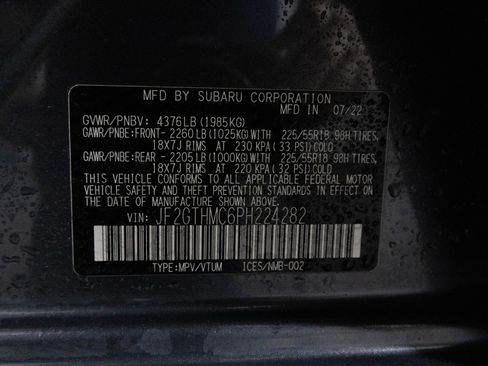 MFD BY SUBARU CORPORATION
MFD IN 07/22
GVWR/PNBV: 4376LB(1985KG)
GAWR/PNBE:FRONT- 2260LB(1025KG)WITH 225/55R18 98H TIRES,
18X7J RIMS AT 230 KPA(33 PSI)COLD
GAWR/PNBE:REAR - 2205LB(1000KG)WITH 225/55R18 98H TIRES,
18X7J RIMS AT 220 KPA(32 PSI)COLD
THIS VEHICLE CONFORMS TO ALL APPLICABLE FEDERAL MOTOR
VEHICLE SAFETY AND THEFT PREVENTION STANDARDS IN EFFECT ON
THE DATE OF MANUFACTURE SHOWN ABOVE.
VIN: JF2GTHMC6PH224282
TYPE:MPV/VTUM ICES/NMB-002